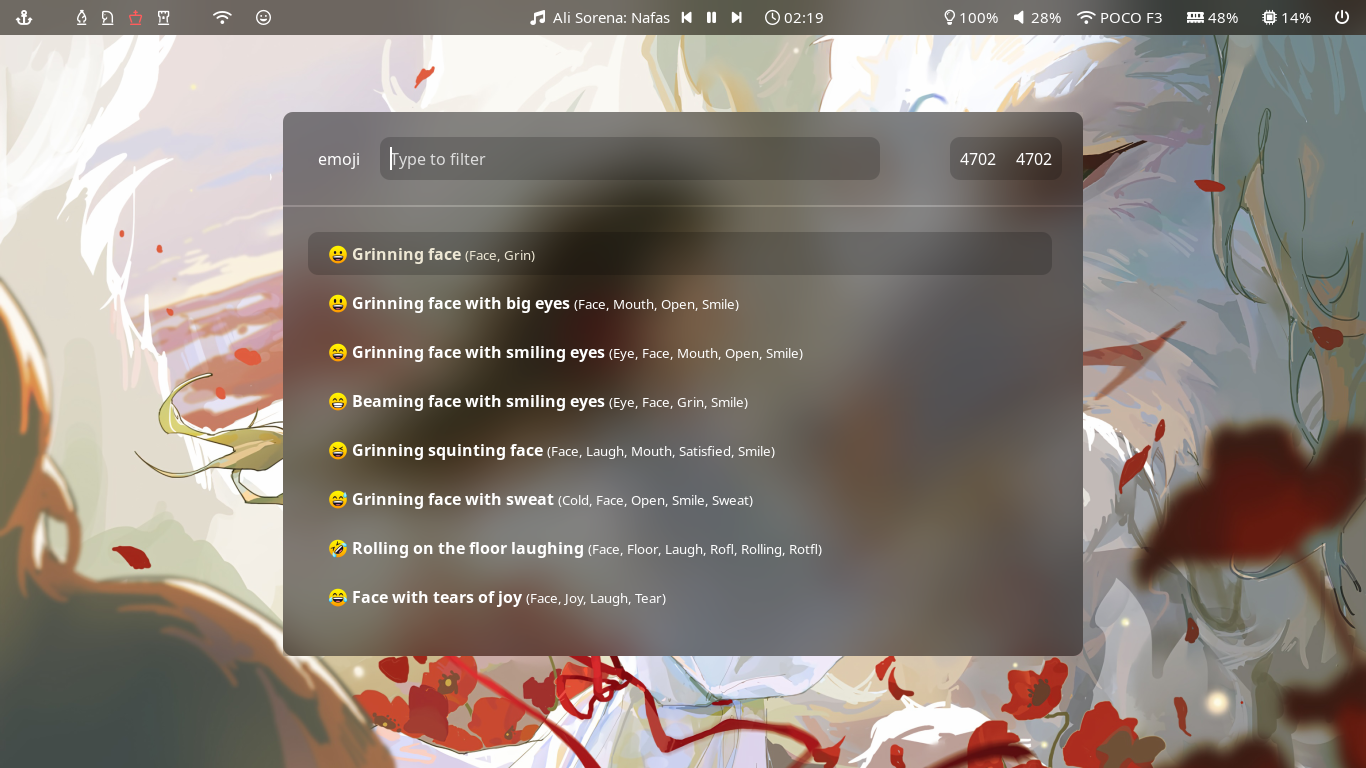 Ali Sorena: Nafas 02:19 100% 28% POCO F3 48% 14%
emoji Type to filter 4702 4702
😀 Grinning face (Face, Grin)
😃 Grinning face with big eyes (Face, Mouth, Open, Smile)
😄 Grinning face with smiling eyes (Eye, Face, Mouth, Open, Smile)
😁 Beaming face with smiling eyes (Eye, Face, Grin, Smile)
😆 Grinning squinting face (Face, Laugh, Mouth, Satisfied, Smile)
😅 Grinning face with sweat (Cold, Face, Open, Smile, Sweat)
🤣 Rolling on the floor laughing (Face, Floor, Laugh, Rofl, Rolling, Rotfl)
😂 Face with tears of joy (Face, Joy, Laugh, Tear)